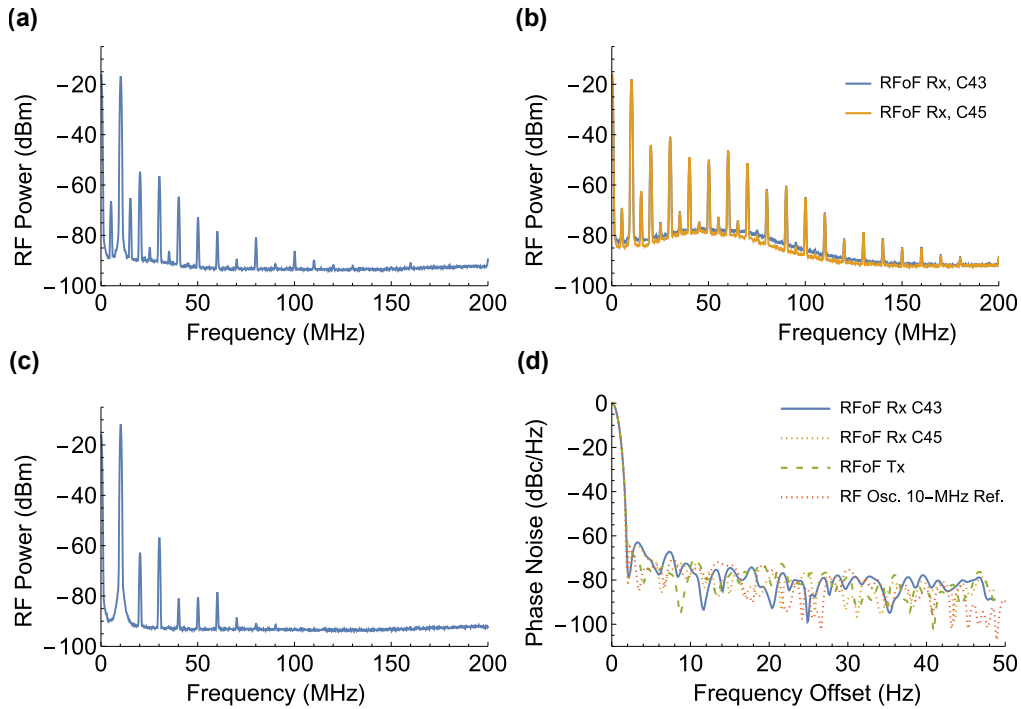 (a)
RF Power (dBm)
−20
−40
−60
−80
−100
0
50
100
150
200
Frequency (MHz)
(b)
RF Power (dBm)
−20
−40
−60
−80
−100
0
50
100
150
200
Frequency (MHz)
RFoF Rx, C43
RFoF Rx, C45
(c)
RF Power (dBm)
−20
−40
−60
−80
−100
0
50
100
150
200
Frequency (MHz)
(d)
Phase Noise (dBc/Hz)
0
−20
−40
−60
−80
−100
0
10
20
30
40
50
Frequency Offset (Hz)
RFoF Rx C43
RFoF Rx C45
RFoF Tx
RF Osc. 10−MHz Ref.